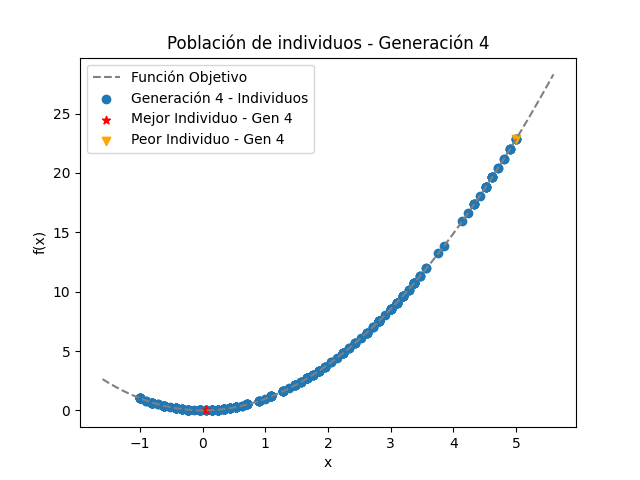 Población de individuos - Generación 4
Función Objetivo
Generación 4 - Individuos
Mejor Individuo - Gen 4
Peor Individuo - Gen 4
f(x)
25
20
15
10
5
0
−1 0 1 2 3 4 5
x